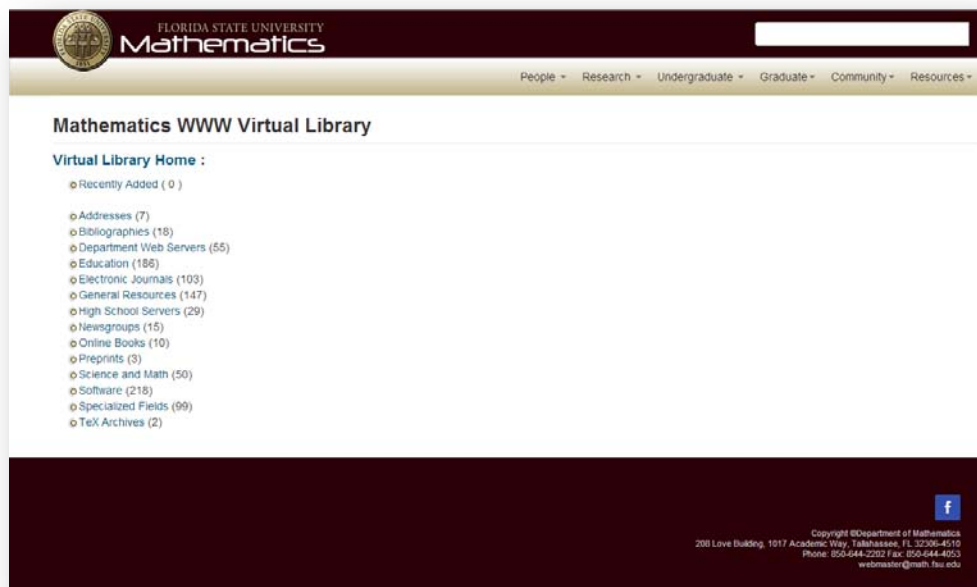 FLORIDA STATE UNIVERSITY
Mathematics
People Research Undergraduate Graduate Community Resources
Mathematics WWW Virtual Library
Virtual Library Home :
Recently Added ( 0 )
Addresses (7)
Bibliographies (18)
Department Web Servers (55)
Education (186)
Electronic Journals (103)
General Resources (147)
High School Servers (29)
Newsgroups (15)
Online Books (10)
Preprints (3)
Science and Math (50)
Software (218)
Specialized Fields (99)
TeX Archives (2)
f
Copyright ©Department of Mathematics
208 Love Building, 1017 Academic Way, Tallahassee, FL 32306-4510
Phone: 850-644-2202 Fax: 850-644-4053
webmaster@math.fsu.edu